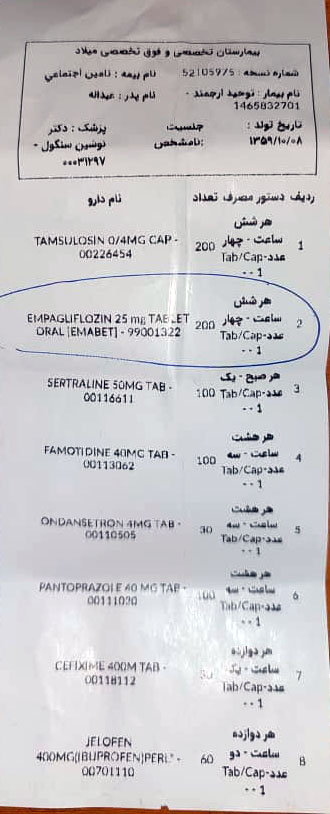 بیمارستان تخصصی و فوق تخصصی میلاد
شماره نسخه : 52105975 نام بیمه : تامین اجتماعي
نام بیمار : توحید ارجمند - نام پدر : عبداله
1465832701
تاریخ تولد : جنسیت پزشک : دکتر
۱۳۵۹/۱۰/۰۸ :نامشخص نوشین سنگول -
۰۰۰۳۱۲۹۷
ردیف دستور مصرف تعداد نام دارو
هر شش
1 ساعت - چهار 200 TAMSULOSIN 0/4MG CAP -
عدد-Tab/Cap 00226454
- - 1
هر شش
2 ساعت - چهار 200 EMPAGLIFLOZIN 25 mg TABLET
عدد-Tab/Cap ORAL [EMABET] - 99001322
- - 1
3 هر صبح - یک SERTRALINE 50MG TAB -
عدد-Tab/Cap 100 00116611
- - 1
هر هشت
4 ساعت - سه 100 FAMOTIDINE 40MG TAB -
عدد-Tab/Cap 00113062
- - 1
هر هشت
5 ساعت - سه 30 ONDANSETRON 4MG TAB -
عدد-Tab/Cap 00110505
- - 1
هر هشت
6 ساعت - سه 100 PANTOPRAZOLE 40 MG TAB -
عدد-Tab/Cap 00111020
- - 1
هر دوازده
7 ساعت - یک CEFIXIME 400M TAB -
عدد-Tab/Cap 00118112
- - 1
هر دوازده JELOFEN
8 ساعت - دو 60 400MG(IBUPROFEN)PERL -
عدد-Tab/Cap 00701110
- - 1